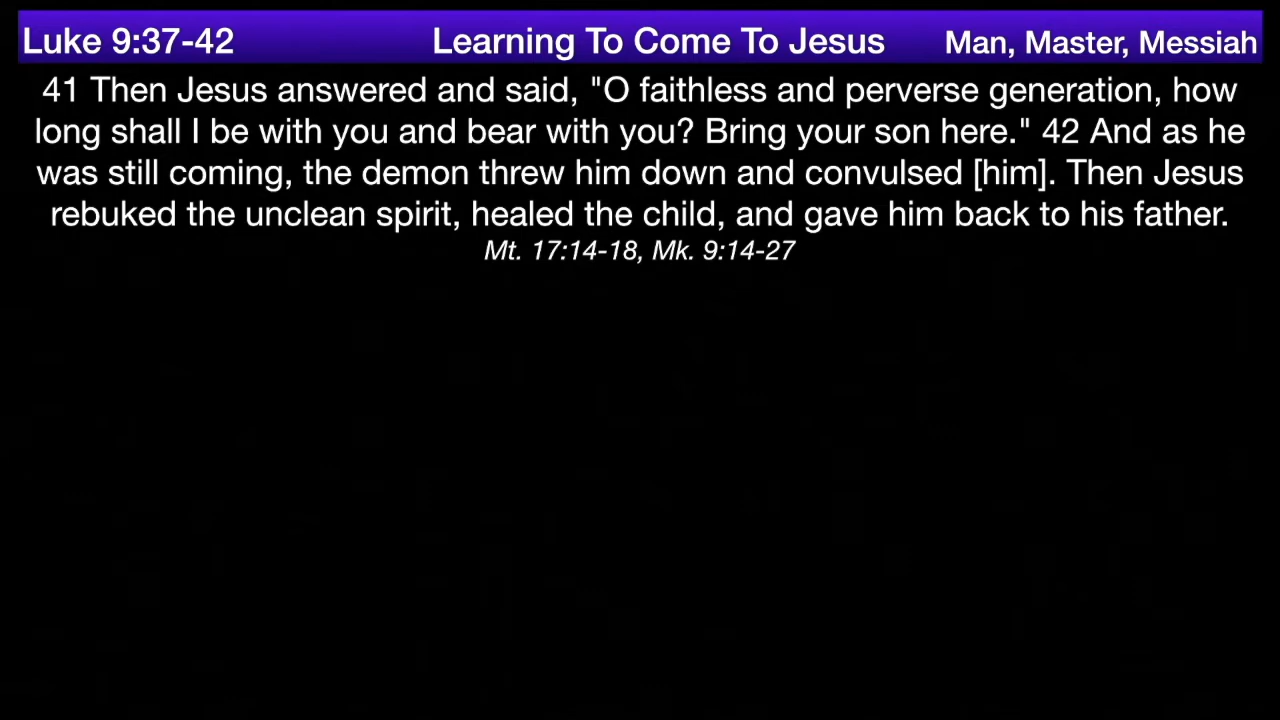 Luke 9:37-42 Learning To Come To Jesus Man, Master, Messiah
41 Then Jesus answered and said, "O faithless and perverse generation, how
long shall I be with you and bear with you? Bring your son here." 42 And as he
was still coming, the demon threw him down and convulsed [him]. Then Jesus
rebuked the unclean spirit, healed the child, and gave him back to his father.
Mt. 17:14-18, Mk. 9:14-27